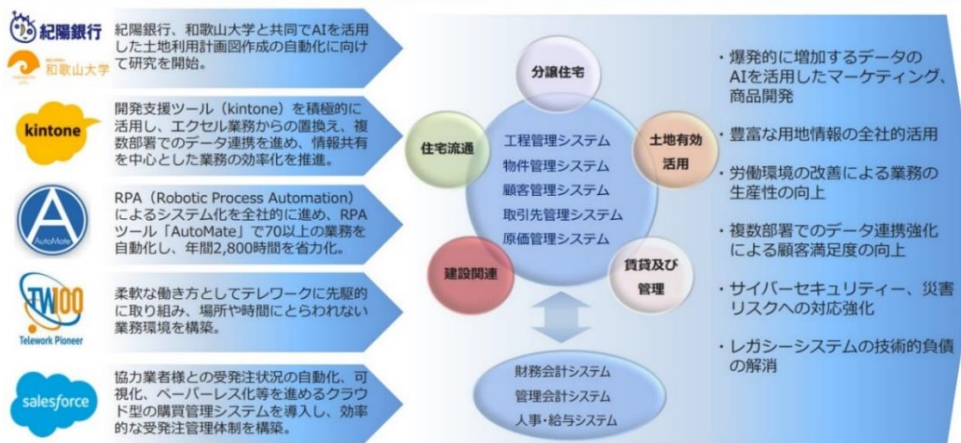 紀陽銀行
和歌山大学
紀陽銀行、和歌山大学と共同でAIを活用
した土地利用計画図作成の自動化に向け
て研究を開始。
kintone
開発支援ツール（kintone）を積極的に
活用し、エクセル業務からの置換え、複
数部署でのデータ連携を進め、情報共有
を中心とした業務の効率化を推進。
A
AutoMate
RPA（Robotic Process Automation）
によるシステム化を全社的に進め、RPA
ツール「AutoMate」で70以上の業務を
自動化し、年間2,800時間を省力化。
TW100
Telework Pioneer
柔軟な働き方としてテレワークに先駆的
に取り組み、場所や時間にとらわれない
業務環境を構築。
salesforce
協力業者様との受発注状況の自動化、可
視化、ペーパーレス化等を進めるクラウ
ド型の購買管理システムを導入し、効率
的な受発注管理体制を構築。
分譲住宅
住宅流通
土地有効
活用
建設関連
賃貸及び
管理
工程管理システム
物件管理システム
顧客管理システム
取引先管理システム
原価管理システム
財務会計システム
管理会計システム
人事・給与システム
・爆発的に増加するデータの
AIを活用したマーケティング、
商品開発
・豊富な用地情報の全社的活用
・労働環境の改善による業務の
生産性の向上
・複数部署でのデータ連携強化
による顧客満足度の向上
・サイバーセキュリティー、災害
リスクへの対応強化
・レガシーシステムの技術的負債
の解消